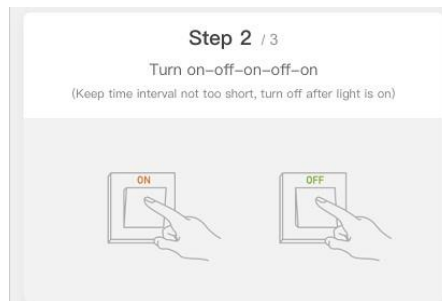 Step 2 / 3
Turn on-off-on-off-on
(Keep time interval not too short, turn off after light is on)
ON
OFF